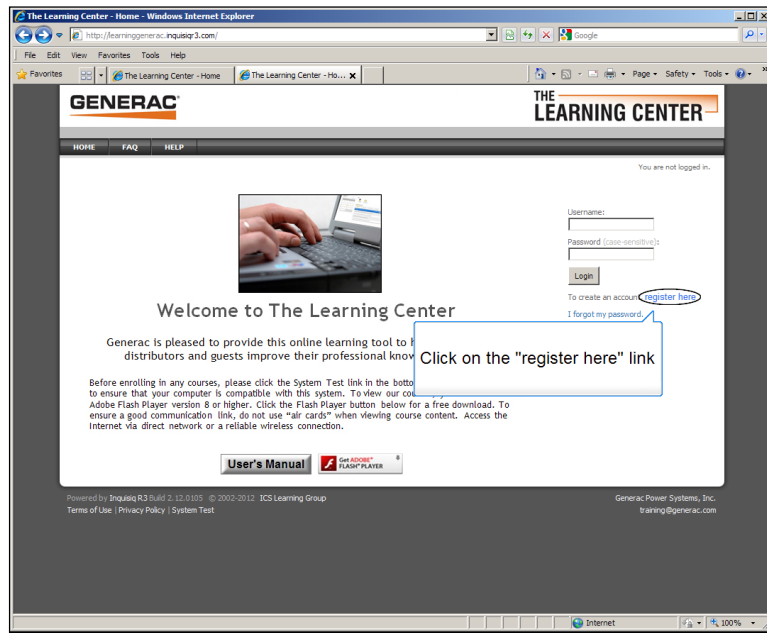 The Learning Center - Home - Windows Internet Explorer
http://learninggenerac.inquisiqr3.com/
Google
File Edit View Favorites Tools Help
Favorites
The Learning Center - Home
The Learning Center - Ho...
Page
Safety
Tools
GENERAC
THE
LEARNING CENTER
HOME FAQ HELP
You are not logged in.
Username:
Password (case-sensitive):
Login
To create an account register here
I forgot my password.
Click on the "register here" link
Welcome to The Learning Center
Generac is pleased to provide this online learning tool to
distributors and guests improve their professional
Before enrolling in any courses, please click the System Test link in the
to ensure that your computer is compatible with this system. To view our
Adobe Flash Player version 8 or higher. Click the Flash Player button below for a free download. To
ensure a good communication link, do not use “air cards” when viewing course content. Access the
Internet via direct network or a reliable wireless connection.
User's Manual
Get ADOBE®
FLASH® PLAYER
Powered by Inquisiq R3 Build 2.12.0105 © 2002-2012 ICS Learning Group
Generac Power Systems, Inc.
Terms of Use | Privacy Policy | System Test
training@generac.com
Internet
100%